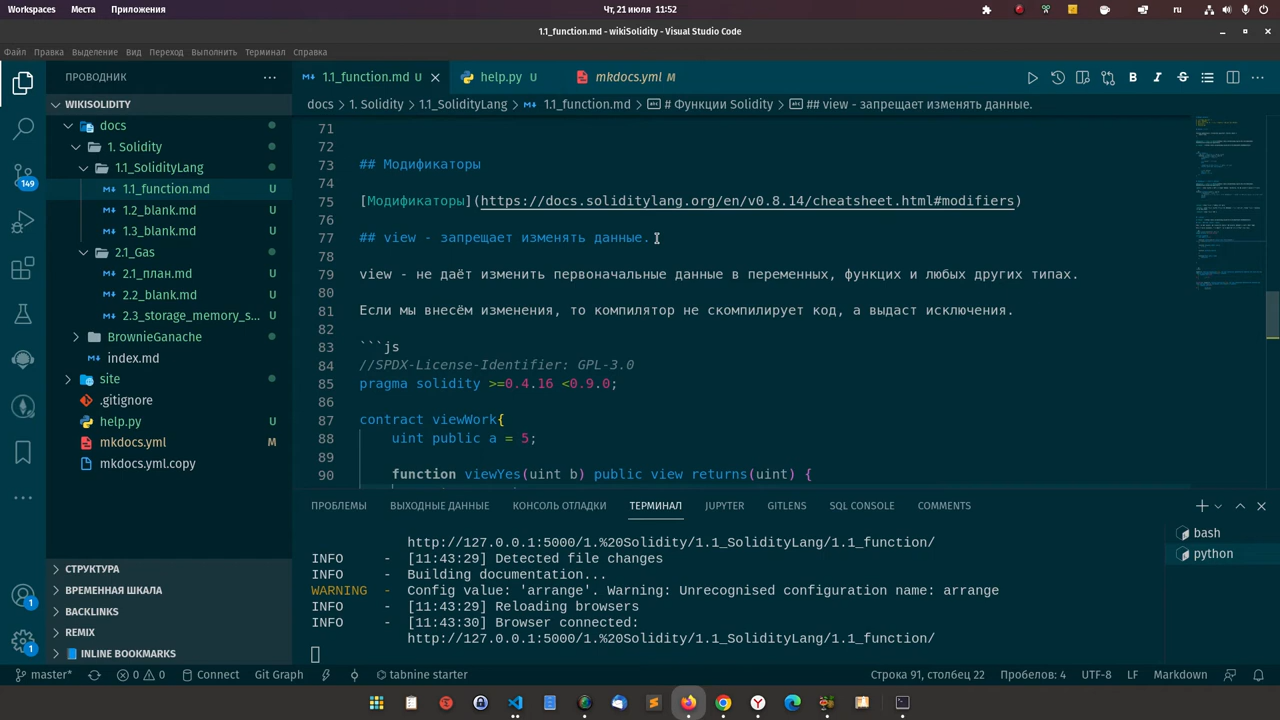 Workspaces Места Приложения Чт, 21 июля 11:52 ru
1.1_function.md - wikiSolidity - Visual Studio Code
Файл Правка Выделение Вид Переход Выполнить Терминал Справка
ПРОВОДНИК
1.1_function.md U
help.py U
mkdocs.yml M
docs > 1. Solidity > 1.1_SolidityLang > 1.1_function.md > # Функции Solidity > ## view - запрещает изменять данные.
WIKISOLIDITY
docs
1. Solidity
1.1_SolidityLang
1.1_function.md U
1.2_blank.md U
1.3_blank.md U
2.1_Gas
2.1_план.md U
2.2_blank.md U
2.3_storage_memory_s... U
BrownieGanache
index.md
site
.gitignore
help.py U
mkdocs.yml M
mkdocs.yml.copy
СТРУКТУРА
ВРЕМЕННАЯ ШКАЛА
BACKLINKS
REMIX
INLINE BOOKMARKS
149
1
1
71
72
73 ## Модификаторы
74
75 [Модификаторы](https://docs.soliditylang.org/en/v0.8.14/cheatsheet.html#modifiers)
76
77 ## view - запрещает изменять данные.
78
79 view - не даёт изменить первоначальные данные в переменных, функциях и любых других типах.
80
81 Если мы внесём изменения, то компилятор не скомпилирует код, а выдаст исключения.
82
83 ```js
84 //SPDX-License-Identifier: GPL-3.0
85 pragma solidity >=0.4.16 <0.9.0;
86
87 contract viewWork{
88 uint public a = 5;
89
90 function viewYes(uint b) public view returns(uint) {
ПРОБЛЕМЫ ВЫХОДНЫЕ ДАННЫЕ КОНСОЛЬ ОТЛАДКИ ТЕРМИНАЛ JUPYTER GITLENS SQL CONSOLE COMMENTS
http://127.0.0.1:5000/1.%20Solidity/1.1_SolidityLang/1.1_function/
INFO - [11:43:29] Detected file changes
INFO - Building documentation...
WARNING - Config value: 'arrange'. Warning: Unrecognised configuration name: arrange
INFO - [11:43:29] Reloading browsers
INFO - [11:43:30] Browser connected:
http://127.0.0.1:5000/1.%20Solidity/1.1_SolidityLang/1.1_function/
bash
python
master* 0 0 Connect Git Graph tabnine starter Строка 91, столбец 22 Пробелов: 4 UTF-8 LF Markdown